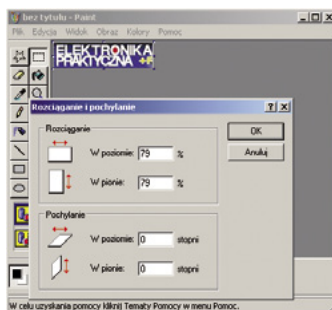 bez tytułu - Paint
Plik Edycja Widok Obraz Kolory Pomoc
ELEKTRONIKA
PRAKTYCZNA +
Rozciąganie i pochylanie
Rozciąganie
W poziomie: 79 %
W pionie: 79 %
Pochylanie
W poziomie: 0 stopni
W pionie: 0 stopni
OK
Anuluj
W celu uzyskania pomocy kliknij Tematy Pomocy w menu Pomoc.